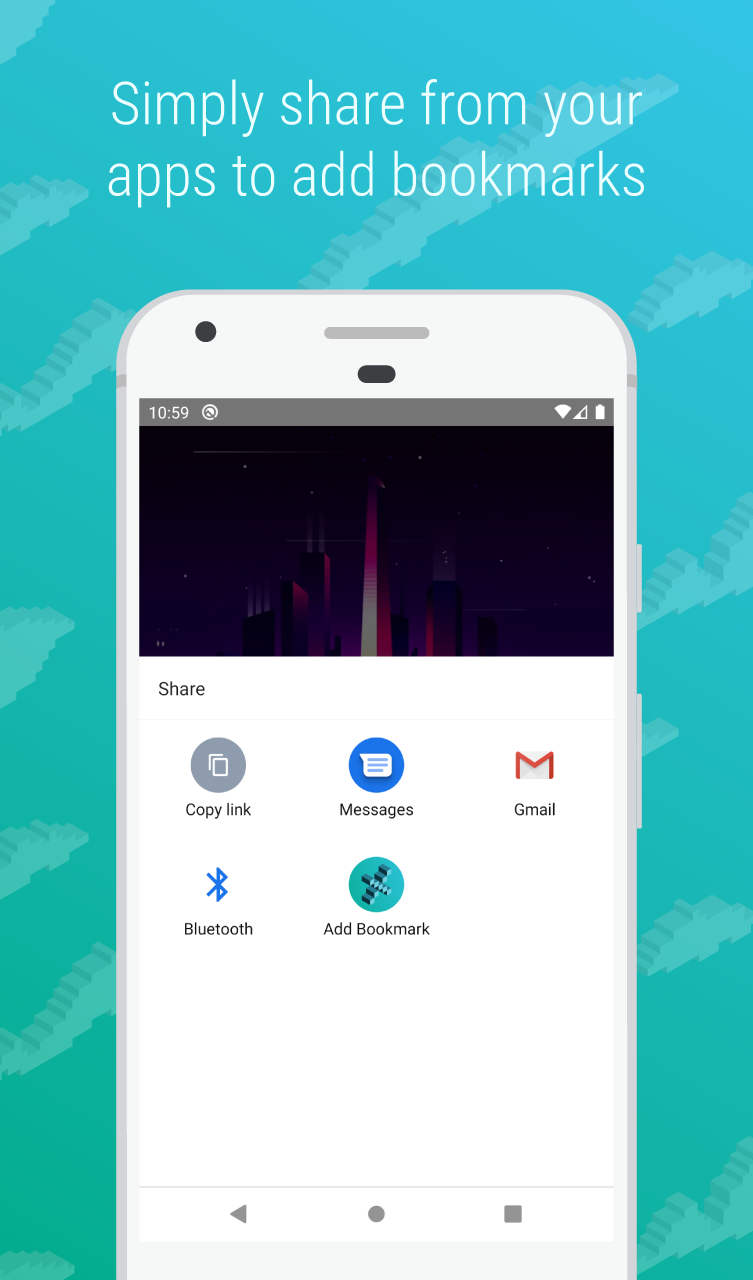 Simply share from your
apps to add bookmarks
10:59
Share
Copy link
Messages
Gmail
Bluetooth
Add Bookmark